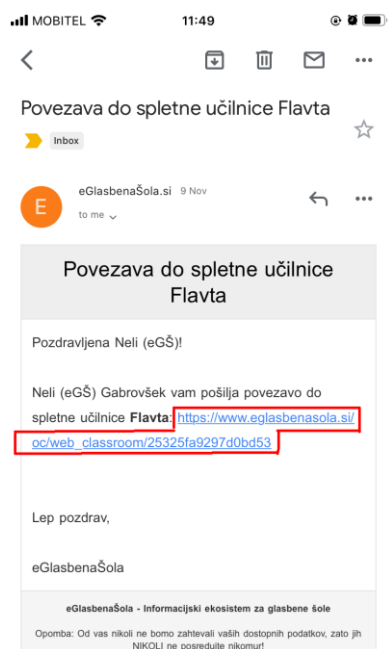 MOBITEL 11:49
Povezava do spletne učilnice Flavta
Inbox
E
eGlasbenaŠola.si 9 Nov
to me
Povezava do spletne učilnice
Flavta
Pozdravljena Neli (eGŠ)!
Neli (eGŠ) Gabrovšek vam pošilja povezavo do
spletne učilnice Flavta: https://www.eglasbenasola.si/
oc/web_classroom/25325fa9297d0bd53
Lep pozdrav,
eGlasbenaŠola
eGlasbenaŠola - Informacijski ekosistem za glasbene šole
Opomba: Od vas nikoli ne bomo zahtevali vaših dostopnih podatkov, zato jih
NIKOLI ne posredujte nikomur!